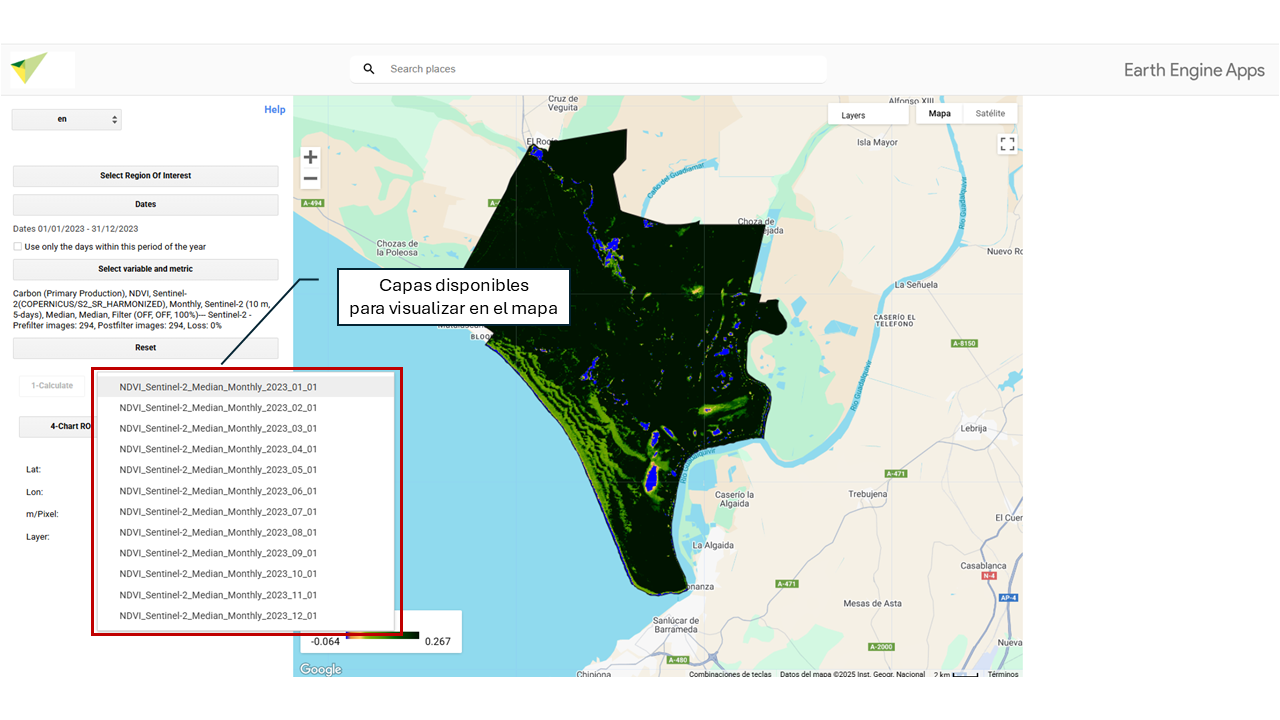 Search places
Earth Engine Apps
en
Help
Select Region Of Interest
Dates
Dates 01/01/2023 - 31/12/2023
Use only the days within this period of the year
Select variable and metric
Carbon (Primary Production), NDVI, Sentinel-
2(COPERNICUS/S2_SR_HARMONIZED), Monthly, Sentinel-2 (10 m,
5-days), Median, Median, Filter (OFF, OFF, 100%)--- Sentinel-2 -
Prefilter images: 294, Postfilter images: 294, Loss: 0%
Reset
1-Calculate
4-Chart RO
Lat:
Lon:
m/Pixel:
Layer:
NDVI_Sentinel-2_Median_Monthly_2023_01_01
NDVI_Sentinel-2_Median_Monthly_2023_02_01
NDVI_Sentinel-2_Median_Monthly_2023_03_01
NDVI_Sentinel-2_Median_Monthly_2023_04_01
NDVI_Sentinel-2_Median_Monthly_2023_05_01
NDVI_Sentinel-2_Median_Monthly_2023_06_01
NDVI_Sentinel-2_Median_Monthly_2023_07_01
NDVI_Sentinel-2_Median_Monthly_2023_08_01
NDVI_Sentinel-2_Median_Monthly_2023_09_01
NDVI_Sentinel-2_Median_Monthly_2023_10_01
NDVI_Sentinel-2_Median_Monthly_2023_11_01
NDVI_Sentinel-2_Median_Monthly_2023_12_01
Capas disponibles
para visualizar en el mapa
-0.064
0.267
Google
Layers
Mapa
Satélite
Cruz de
Veguita
Alfonso XIII
Isla Mayor
El Rocí
Caño del Guadiamar
A-494
Chozas de
la Poleosa
Choza de
Río Guadalquivir
Nuevo Ro
La Señuela
CASERÍO EL
TELEFONO
A-8150
BLOQ
Río Guadalquivir
Lebrija
A-471
Trebujena
Caserio la
Algaida
El Cuer
La Algaida
Casablanca
N-4
A-471
AP-4
onanza
Mesas de Asta
Sanlúcar de
Barrameda
A-2000
Nueva
A-480
Chipiona
Combinaciones de teclas
Datos del mapa ©2025 Inst. Geogr. Nacional
2 km
Términos